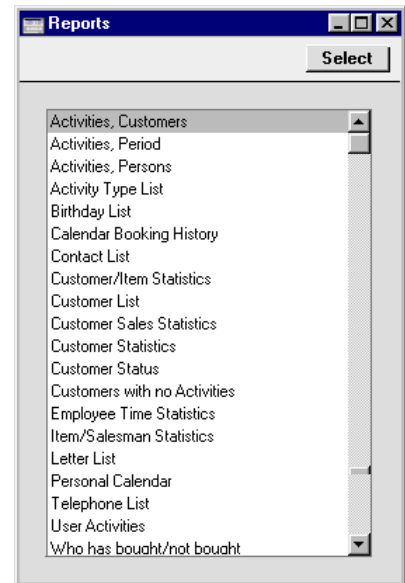 Reports
Select
Activities, Customers
Activities, Period
Activities, Persons
Activity Type List
Birthday List
Calendar Booking History
Contact List
Customer/Item Statistics
Customer List
Customer Sales Statistics
Customer Statistics
Customer Status
Customers with no Activities
Employee Time Statistics
Item/Salesman Statistics
Letter List
Personal Calendar
Telephone List
User Activities
Who has bought/not bought